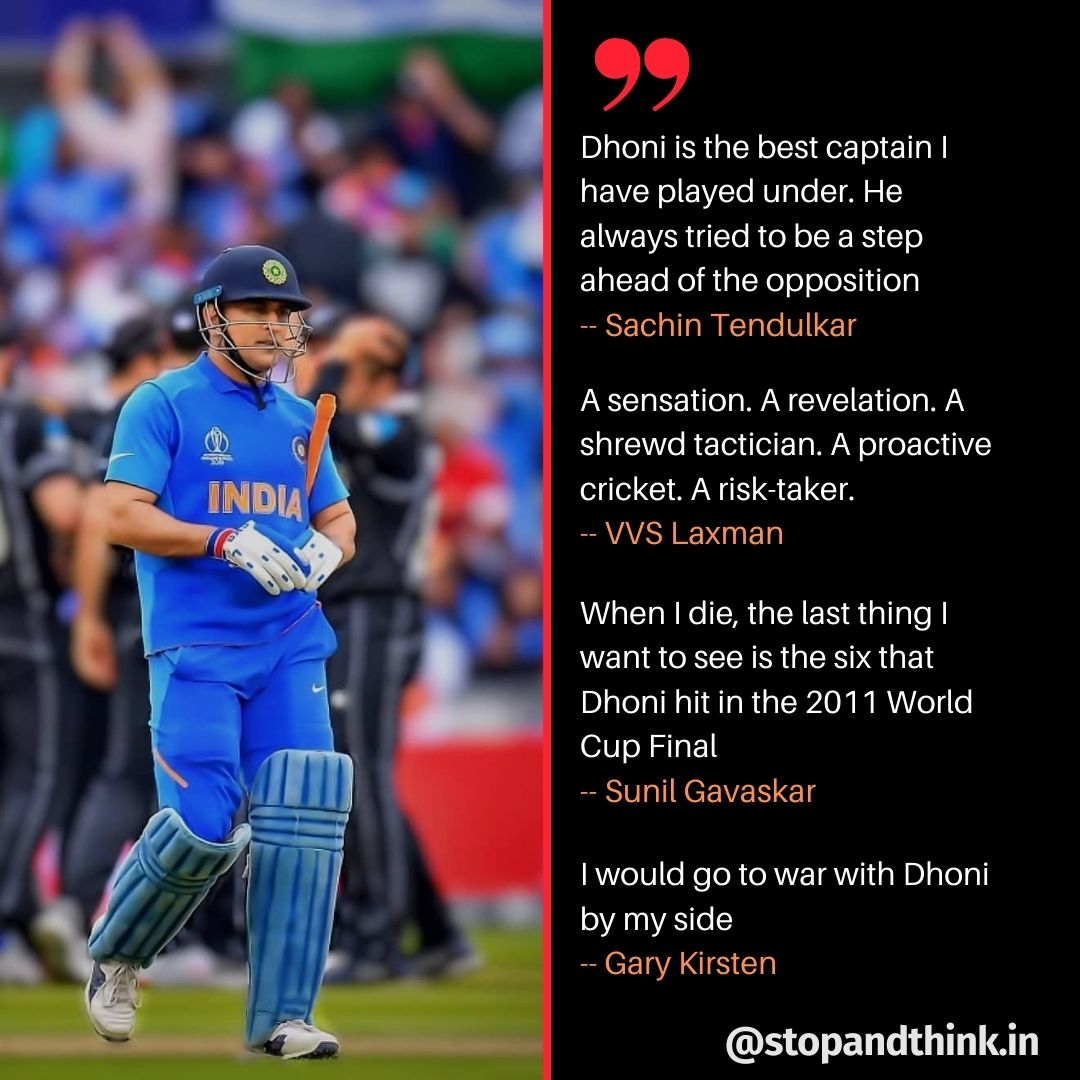 Dhoni is the best captain I
have played under. He
always tried to be a step
ahead of the opposition
-- Sachin Tendulkar
A sensation. A revelation. A
shrewd tactician. A proactive
cricket. A risk-taker.
-- VVS Laxman
When I die, the last thing I
want to see is the six that
Dhoni hit in the 2011 World
Cup Final
-- Sunil Gavaskar
I would go to war with Dhoni
by my side
-- Gary Kirsten
@stopandthink.in
INDIA